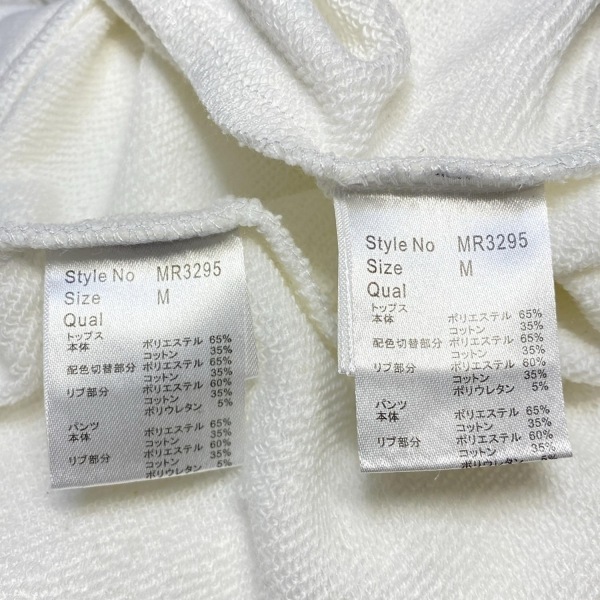 Style No MR3295
Size M
Qual
トップス
本体 ポリエステル 65%
コットン 35%
配色切替部分 ポリエステル 65%
コットン 35%
リブ部分 ポリエステル 60%
コットン 35%
ポリウレタン 5%
パンツ
本体 ポリエステル 65%
コットン 35%
リブ部分 ポリエステル 60%
コットン 35%
ポリウレタン 5%
Style No MR3295
Size M
Qual
トップス
本体 ポリエステル 65%
コットン 35%
配色切替部分 ポリエステル 65%
コットン 35%
リブ部分 ポリエステル 60%
コットン 35%
ポリウレタン 5%
パンツ
本体 ポリエステル 65%
コットン 35%
リブ部分 ポリエステル 60%
コットン 35%
ポリウレタン 5%